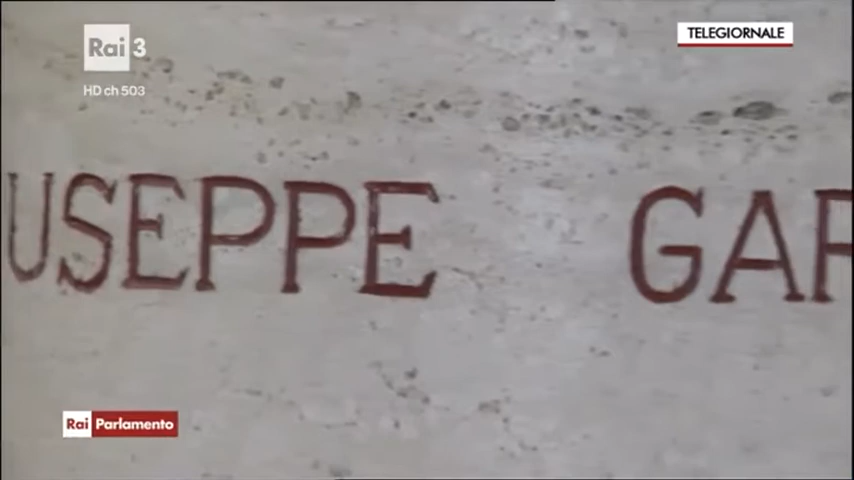 Rai 3
TELEGIORNALE
HD ch 503
USEPPE GAR
Rai Parlamento